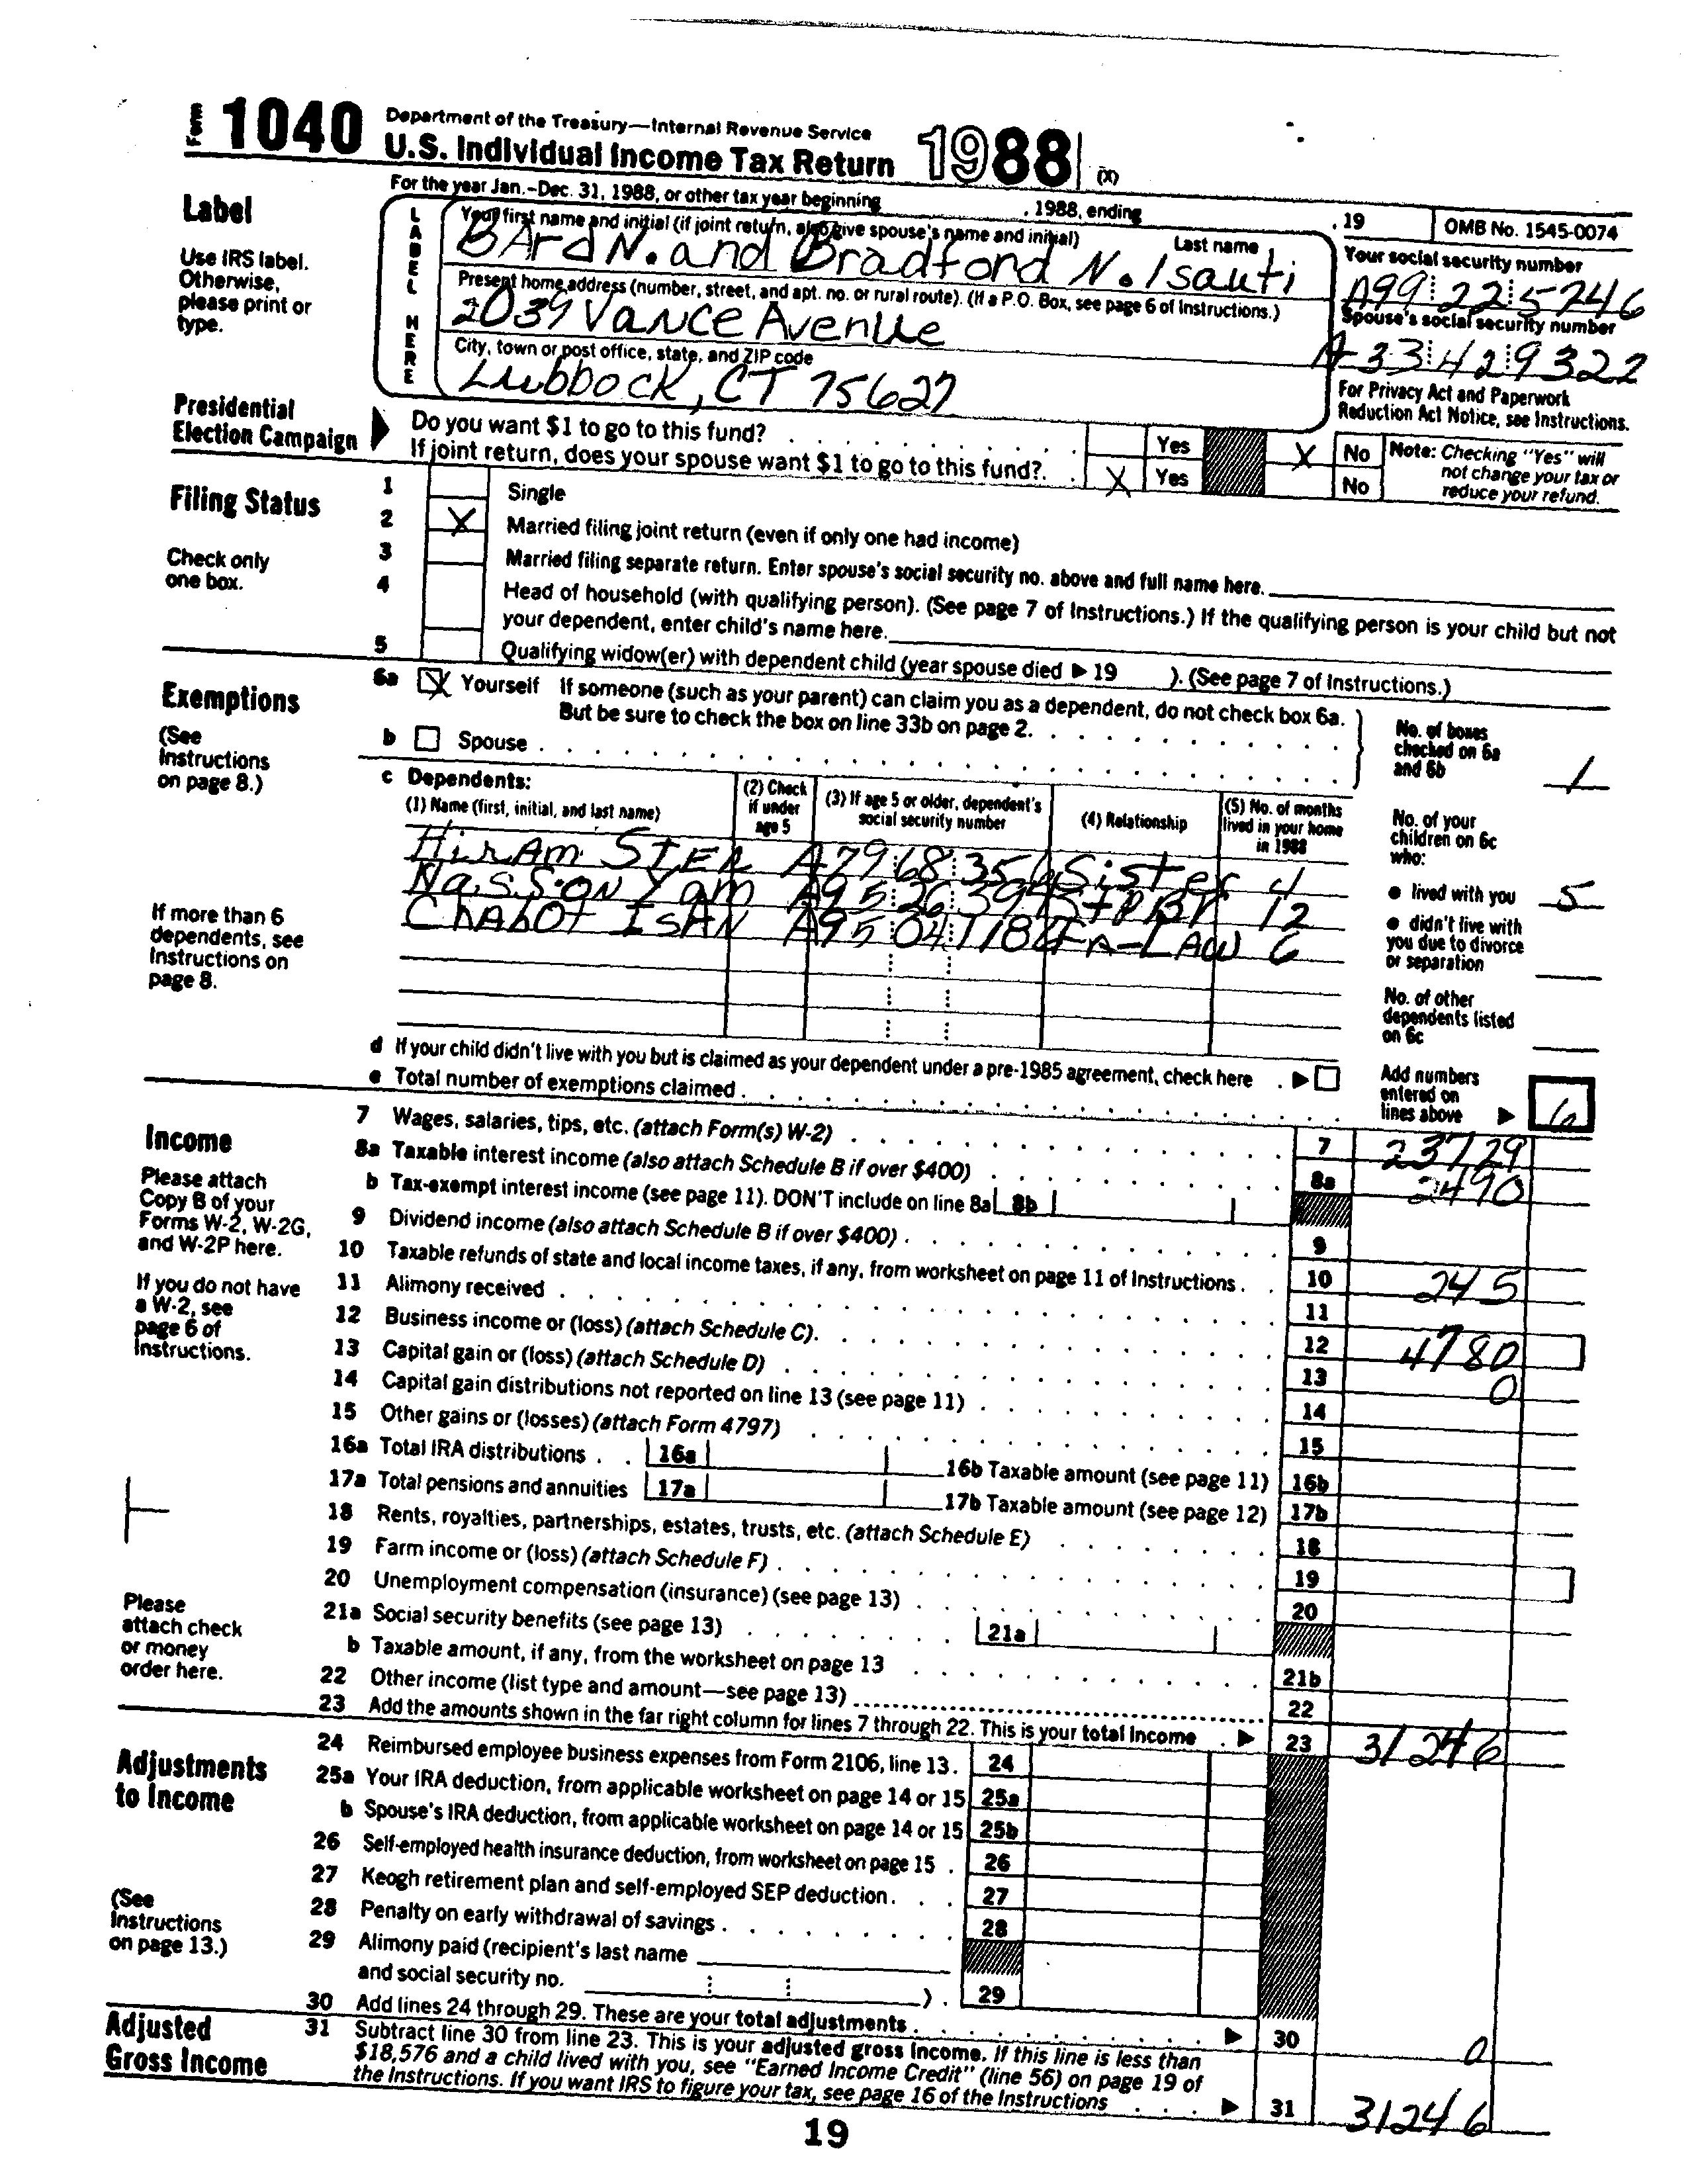 Form 1040 Department of the Treasury—Internal Revenue Service
U.S. Individual Income Tax Return 1988 (X)
For the year Jan.-Dec. 31, 1988, or other tax year beginning , 1988, ending , 19 OMB No. 1545-0074
Label
Use IRS label.
Otherwise,
please print or
type.
LABEL HERE
Your first name and initial (if joint return, also give spouse's name and initial) Last name
BArd N. and Bradford N. Isauti
Your social security number
A99 22 5746
Present home address (number, street, and apt. no. or rural route). (If a P.O. Box, see page 6 of Instructions.)
2039 Vance Avenue
Spouse's social security number
A-33 42 9322
City, town or post office, state, and ZIP code
Lubbock, CT 75627
For Privacy Act and Paperwork
Reduction Act Notice, see Instructions.
Presidential
Election Campaign
Do you want $1 to go to this fund? Yes X No
If joint return, does your spouse want $1 to go to this fund? X Yes No
Note: Checking "Yes" will
not change your tax or
reduce your refund.
Filing Status
Check only
one box.
1 Single
2 X Married filing joint return (even if only one had income)
3 Married filing separate return. Enter spouse's social security no. above and full name here.
4 Head of household (with qualifying person). (See page 7 of Instructions.) If the qualifying person is your child but not
your dependent, enter child's name here.
5 Qualifying widow(er) with dependent child (year spouse died ▶ 19 ). (See page 7 of Instructions.)
Exemptions
(See
Instructions
on page 8.)
6a X Yourself If someone (such as your parent) can claim you as a dependent, do not check box 6a.
But be sure to check the box on line 33b on page 2.
b Spouse
No. of boxes
checked on 6a
and 6b 1
c Dependents:
(1) Name (first, initial, and last name)
(2) Check
if under
age 5
(3) If age 5 or older, dependent's
social security number
(4) Relationship
(5) No. of months
lived in your home
in 1988
HirAm STER A79 68 356 Sister 4
NaSSon Yam A95 26 12
ChAbot ISAN A95 04 In-LAW 6
If more than 6
dependents, see
Instructions on
page 8.
No. of your
children on 6c
who:
● lived with you 5
● didn't live with
you due to divorce
or separation
No. of other
dependents listed
on 6c
d If your child didn't live with you but is claimed as your dependent under a pre-1985 agreement, check here ▶
e Total number of exemptions claimed
Add numbers
entered on
lines above ▶ 6
Income
Please attach
Copy B of your
Forms W-2, W-2G,
and W-2P here.
If you do not have
a W-2, see
page 6 of
Instructions.
Please
attach check
or money
order here.
7 Wages, salaries, tips, etc. (attach Form(s) W-2) 7 23729
8a Taxable interest income (also attach Schedule B if over $400) 8a 2490
b Tax-exempt interest income (see page 11). DON'T include on line 8a 8b
9 Dividend income (also attach Schedule B if over $400) 9
10 Taxable refunds of state and local income taxes, if any, from worksheet on page 11 of Instructions 10 245
11 Alimony received 11
12 Business income or (loss) (attach Schedule C) 12 4780
13 Capital gain or (loss) (attach Schedule D) 13 0
14 Capital gain distributions not reported on line 13 (see page 11) 14
15 Other gains or (losses) (attach Form 4797) 15
16a Total IRA distributions 16a 16b Taxable amount (see page 11) 16b
17a Total pensions and annuities 17a 17b Taxable amount (see page 12) 17b
18 Rents, royalties, partnerships, estates, trusts, etc. (attach Schedule E) 18
19 Farm income or (loss) (attach Schedule F) 19
20 Unemployment compensation (insurance) (see page 13) 20
21a Social security benefits (see page 13) 21a
b Taxable amount, if any, from the worksheet on page 13 21b
22 Other income (list type and amount—see page 13) 22
23 Add the amounts shown in the far right column for lines 7 through 22. This is your total income ▶ 23 31246
Adjustments
to Income
(See
Instructions
on page 13.)
24 Reimbursed employee business expenses from Form 2106, line 13. 24
25a Your IRA deduction, from applicable worksheet on page 14 or 15 25a
b Spouse's IRA deduction, from applicable worksheet on page 14 or 15 25b
26 Self-employed health insurance deduction, from worksheet on page 15 26
27 Keogh retirement plan and self-employed SEP deduction 27
28 Penalty on early withdrawal of savings 28
29 Alimony paid (recipient's last name
and social security no. ). 29
30 Add lines 24 through 29. These are your total adjustments ▶ 30 0
Adjusted
Gross Income
31 Subtract line 30 from line 23. This is your adjusted gross income. If this line is less than
$18,576 and a child lived with you, see "Earned Income Credit" (line 56) on page 19 of
the Instructions. If you want IRS to figure your tax, see page 16 of the Instructions ▶ 31 31246
19